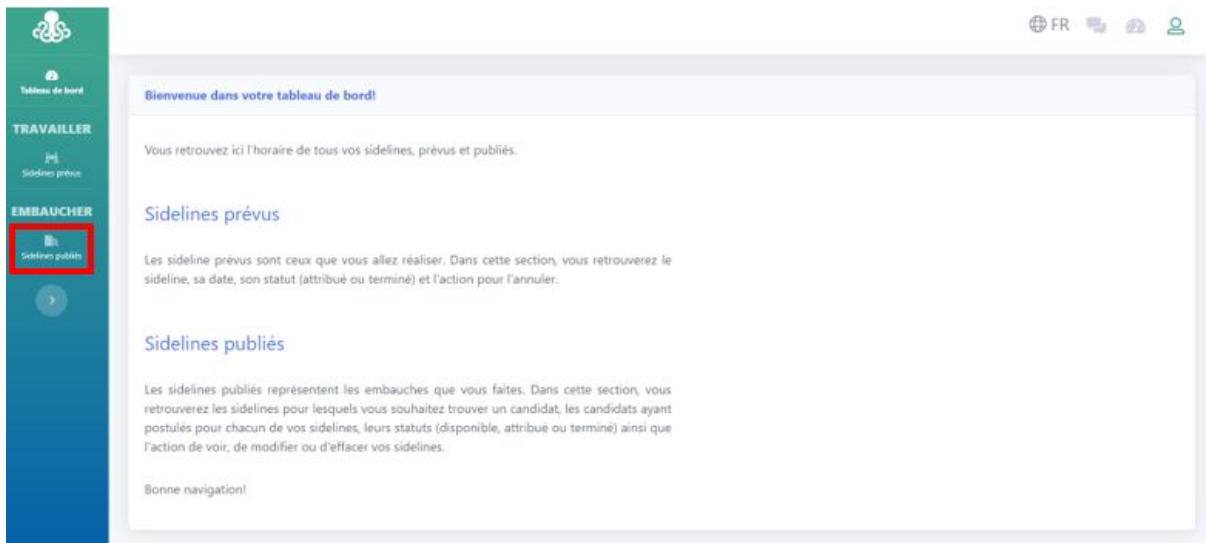 FR
Tableau de bord
TRAVAILLER
Sidelines prévus
EMBAUCHER
Sidelines publiés
Bienvenue dans votre tableau de bord!
Vous retrouvez ici l'horaire de tous vos sidelines, prévus et publiés.
Sidelines prévus
Les sideline prévus sont ceux que vous allez réaliser. Dans cette section, vous retrouverez le
sideline, sa date, son statut (attribué ou terminé) et l'action pour l'annuler.
Sidelines publiés
Les sidelines publiés représentent les embauches que vous faites. Dans cette section, vous
retrouverez les sidelines pour lesquels vous souhaitez trouver un candidat, les candidats ayant
postulés pour chacun de vos sidelines, leurs statuts (disponible, attribué ou terminé) ainsi que
l'action de voir, de modifier ou d'effacer vos sidelines.
Bonne navigation!